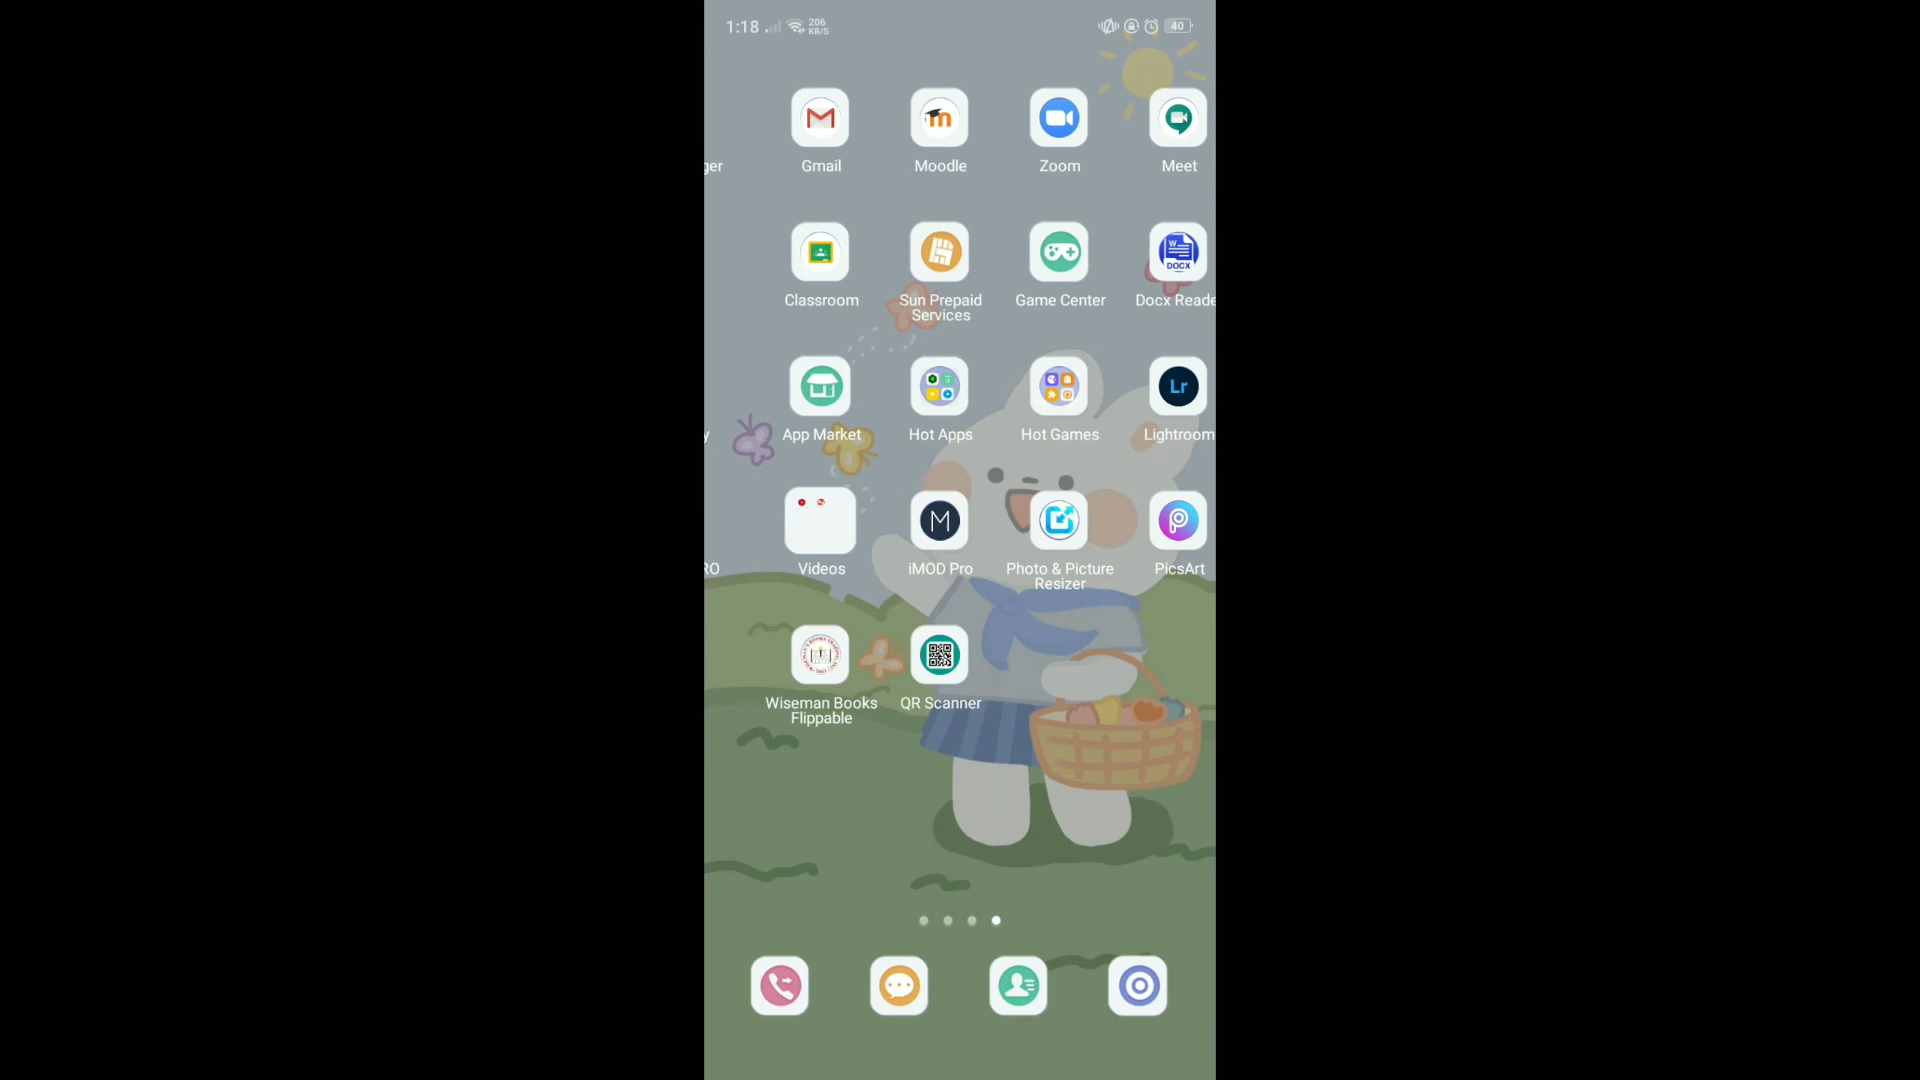 1:18 206 KB/S 40
ger Gmail Moodle Zoom Meet
Classroom Sun Prepaid Services Game Center Docx Reade
W DOCX
y App Market Hot Apps Hot Games Lightroom
Lr
RO Videos iMOD Pro Photo & Picture Resizer PicsArt
Wiseman Books Flippable QR Scanner